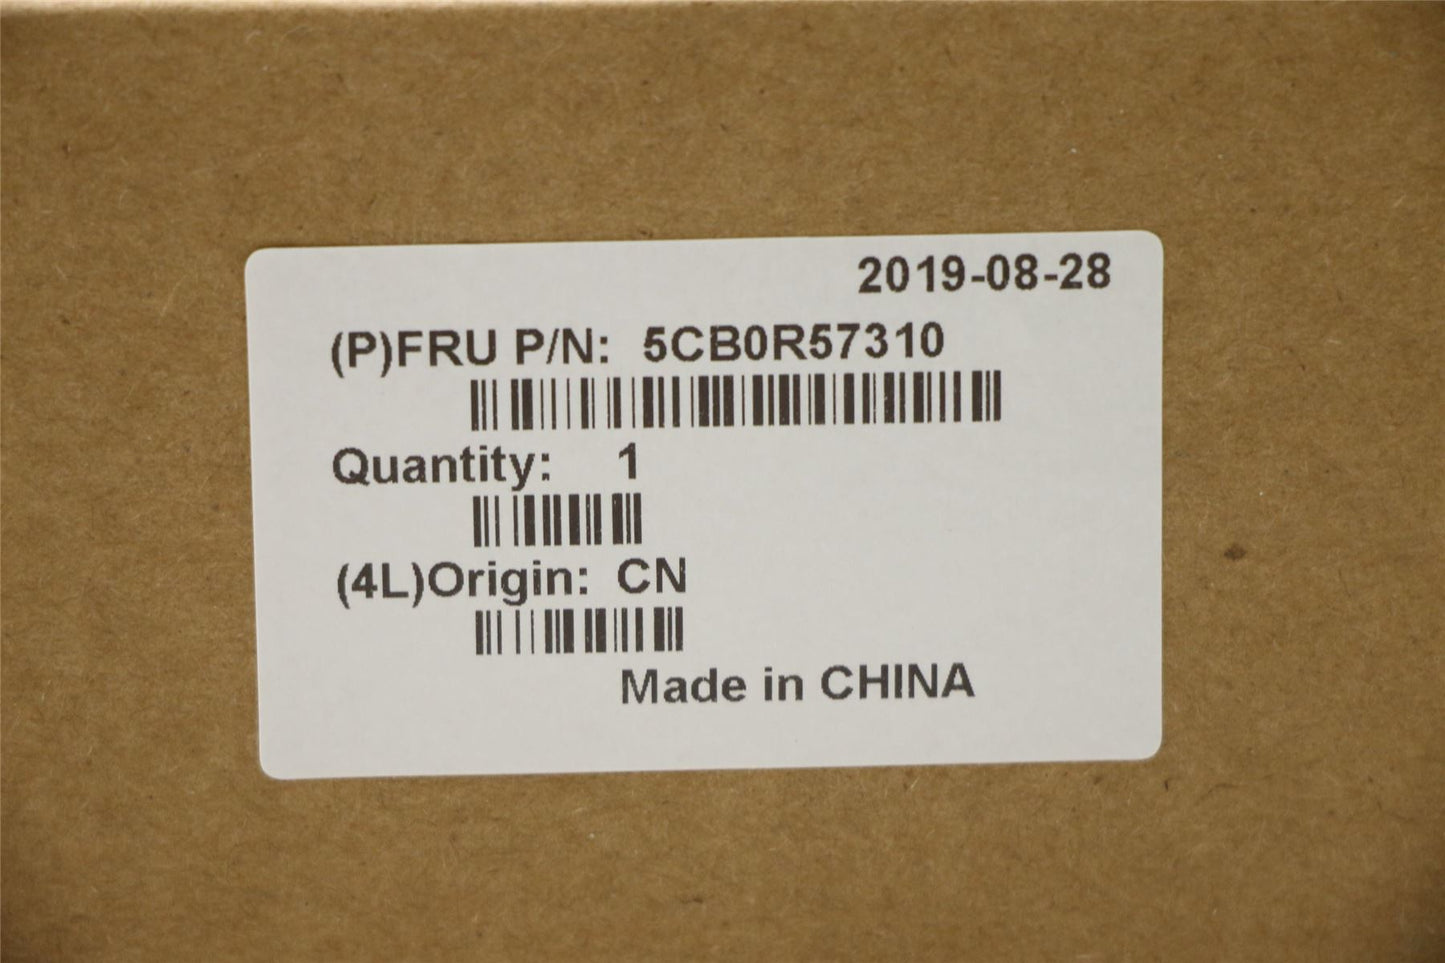 2019-08-28
(P)FRU P/N: 5CB0R57310
Quantity: 1
(4L)Origin: CN
Made in CHINA